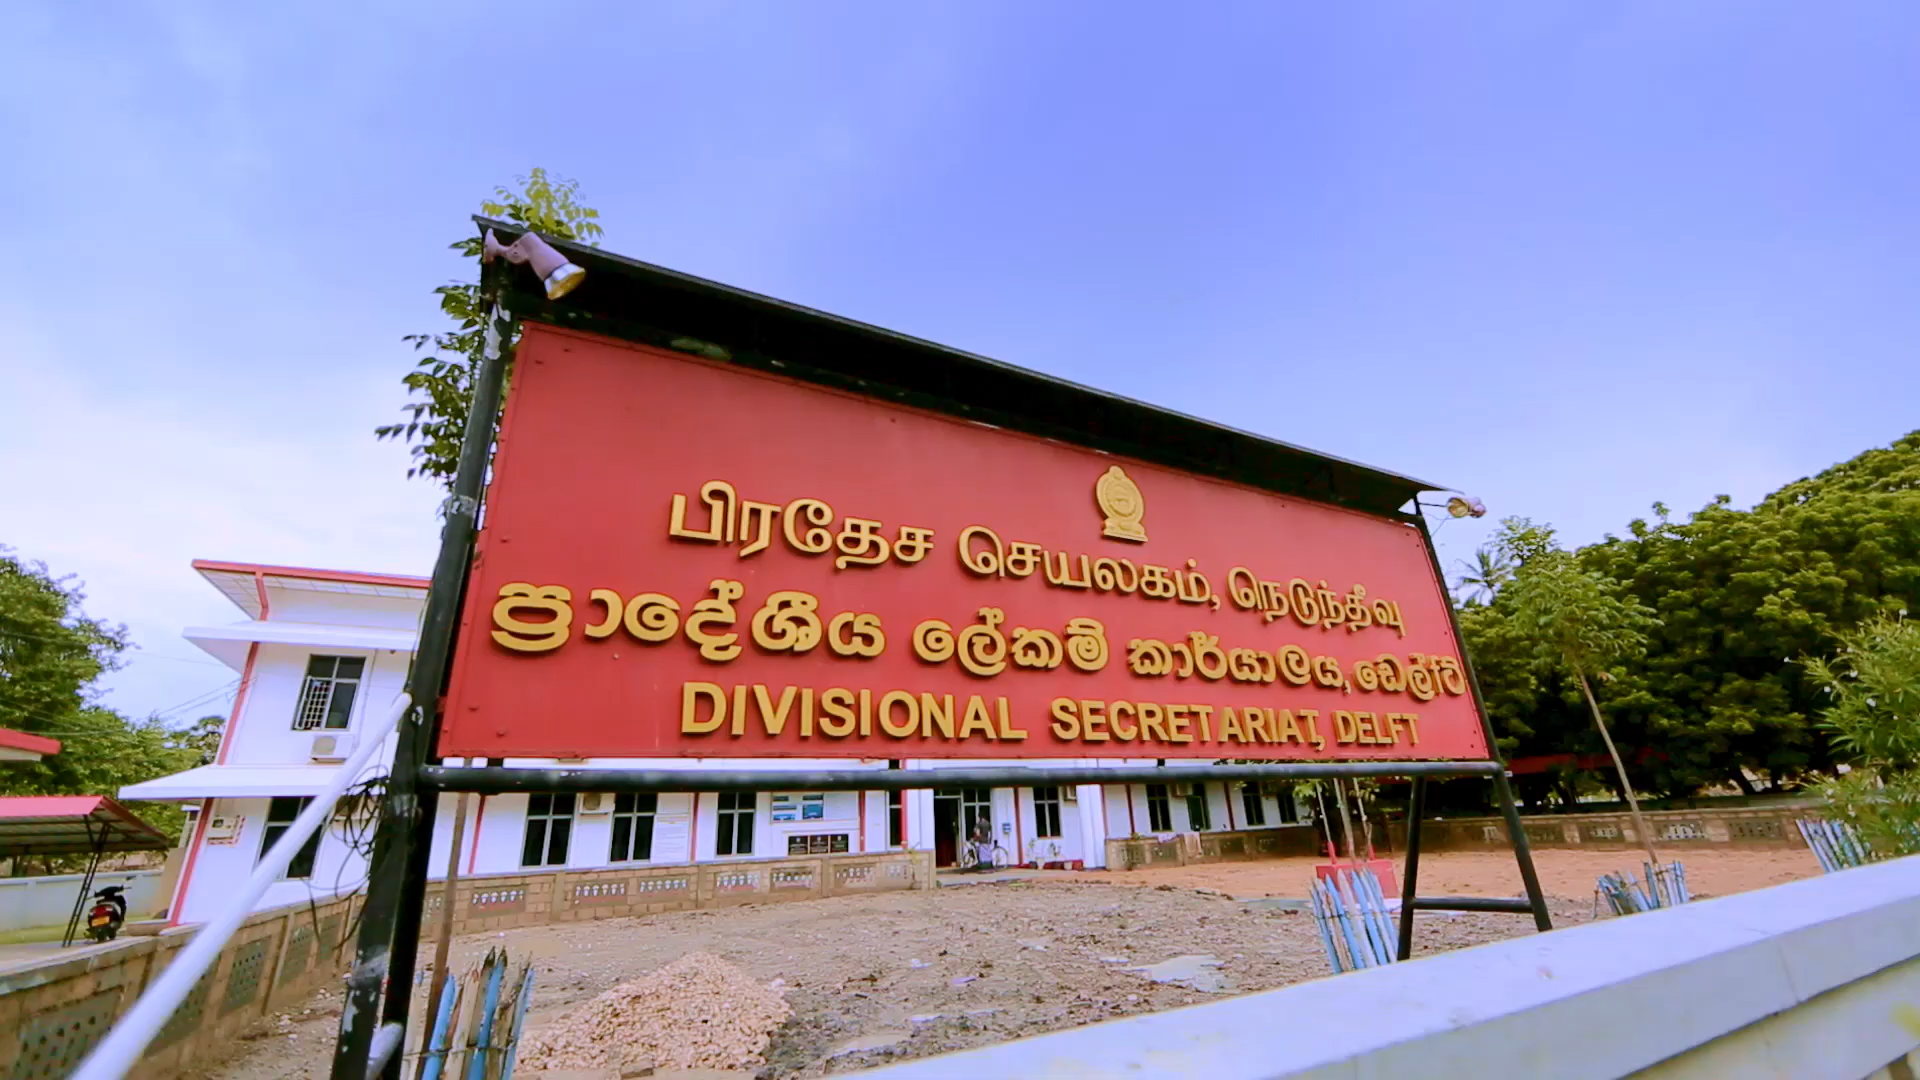 பிரதேச செயலகம், நெடுந்தீவு
ප්‍රාදේශීය ලේකම් කාර්යාලය, ඩෙල්ෆ්ට්
DIVISIONAL SECRETARIAT, DELFT